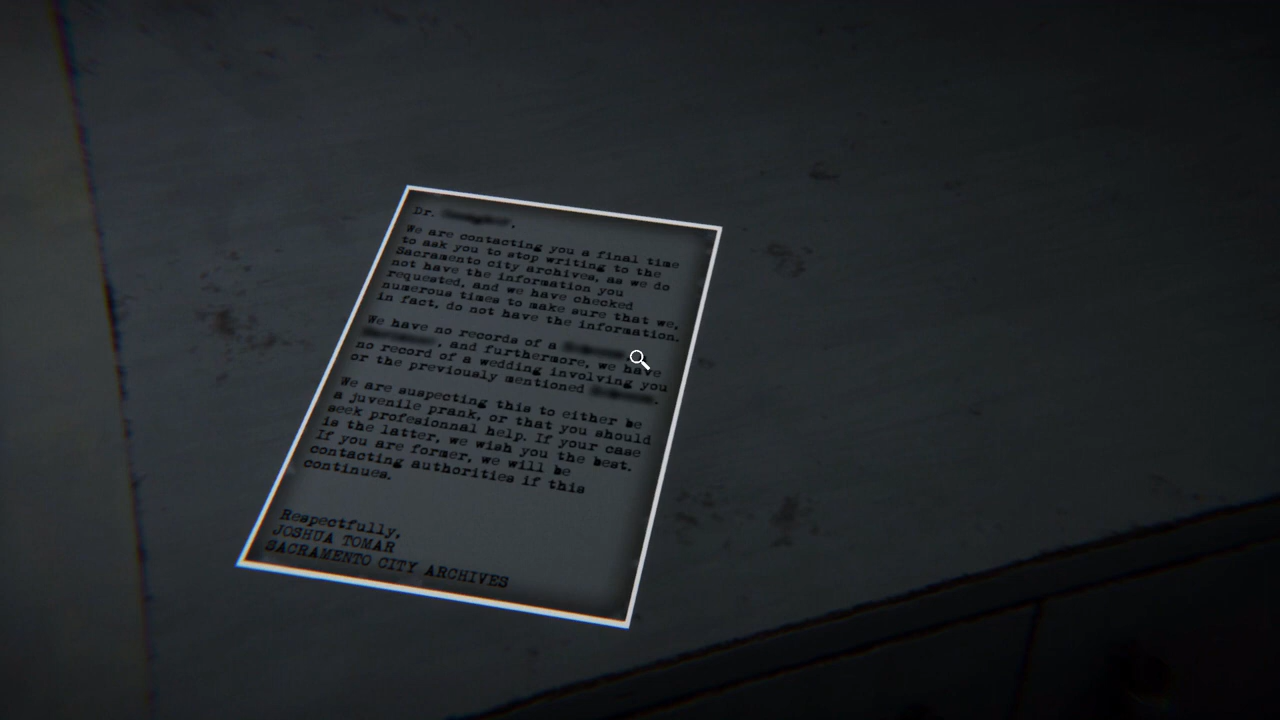 Dr. ,
We are contacting you a final time
to ask you to stop writing to the
Sacramento city archives, as we do
not have the information you
requested, and we have checked
numerous times to make sure that we,
in fact, do not have the information.
We have no records of a
, and furthermore, we have
no record of a wedding involving you
or the previously mentioned .
We are suspecting this to either be
a juvenile prank, or that you should
seek profesionnal help. If your case
is the latter, we wish you the best.
If you are former, we will be
contacting authorities if this
continues.
Respectfully,
JOSHUA TOMAR
SACRAMENTO CITY ARCHIVES